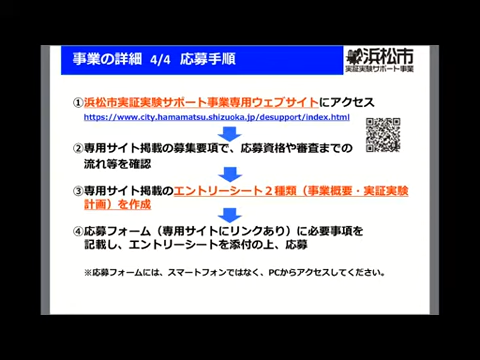 事業の詳細 4/4 応募手順
浜松市
実証実験サポート事業
①浜松市実証実験サポート事業専用ウェブサイトにアクセス
https://www.city.hamamatsu.shizuoka.jp/desupport/index.html
②専用サイト掲載の募集要項で、応募資格や審査までの
流れ等を確認
③専用サイト掲載のエントリーシート２種類（事業概要・実証実験
計画）を作成
④応募フォーム（専用サイトにリンクあり）に必要事項を
記載し、エントリーシートを添付の上、応募
※応募フォームには、スマートフォンではなく、PCからアクセスしてください。